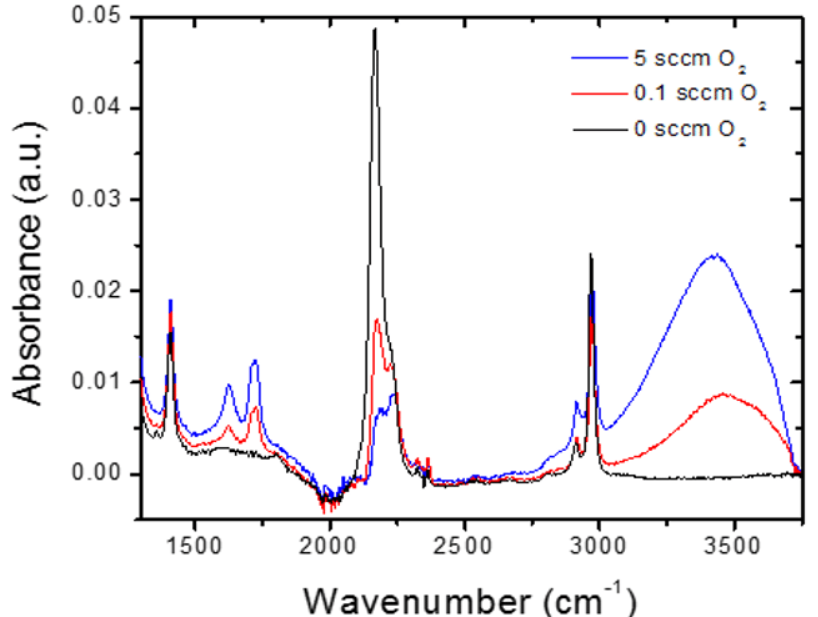 0.05
0.04
0.03
0.02
0.01
0.00
Absorbance (a.u.)
5 sccm O₂
0.1 sccm O₂
0 sccm O₂
1500 2000 2500 3000 3500
Wavenumber (cm⁻¹)